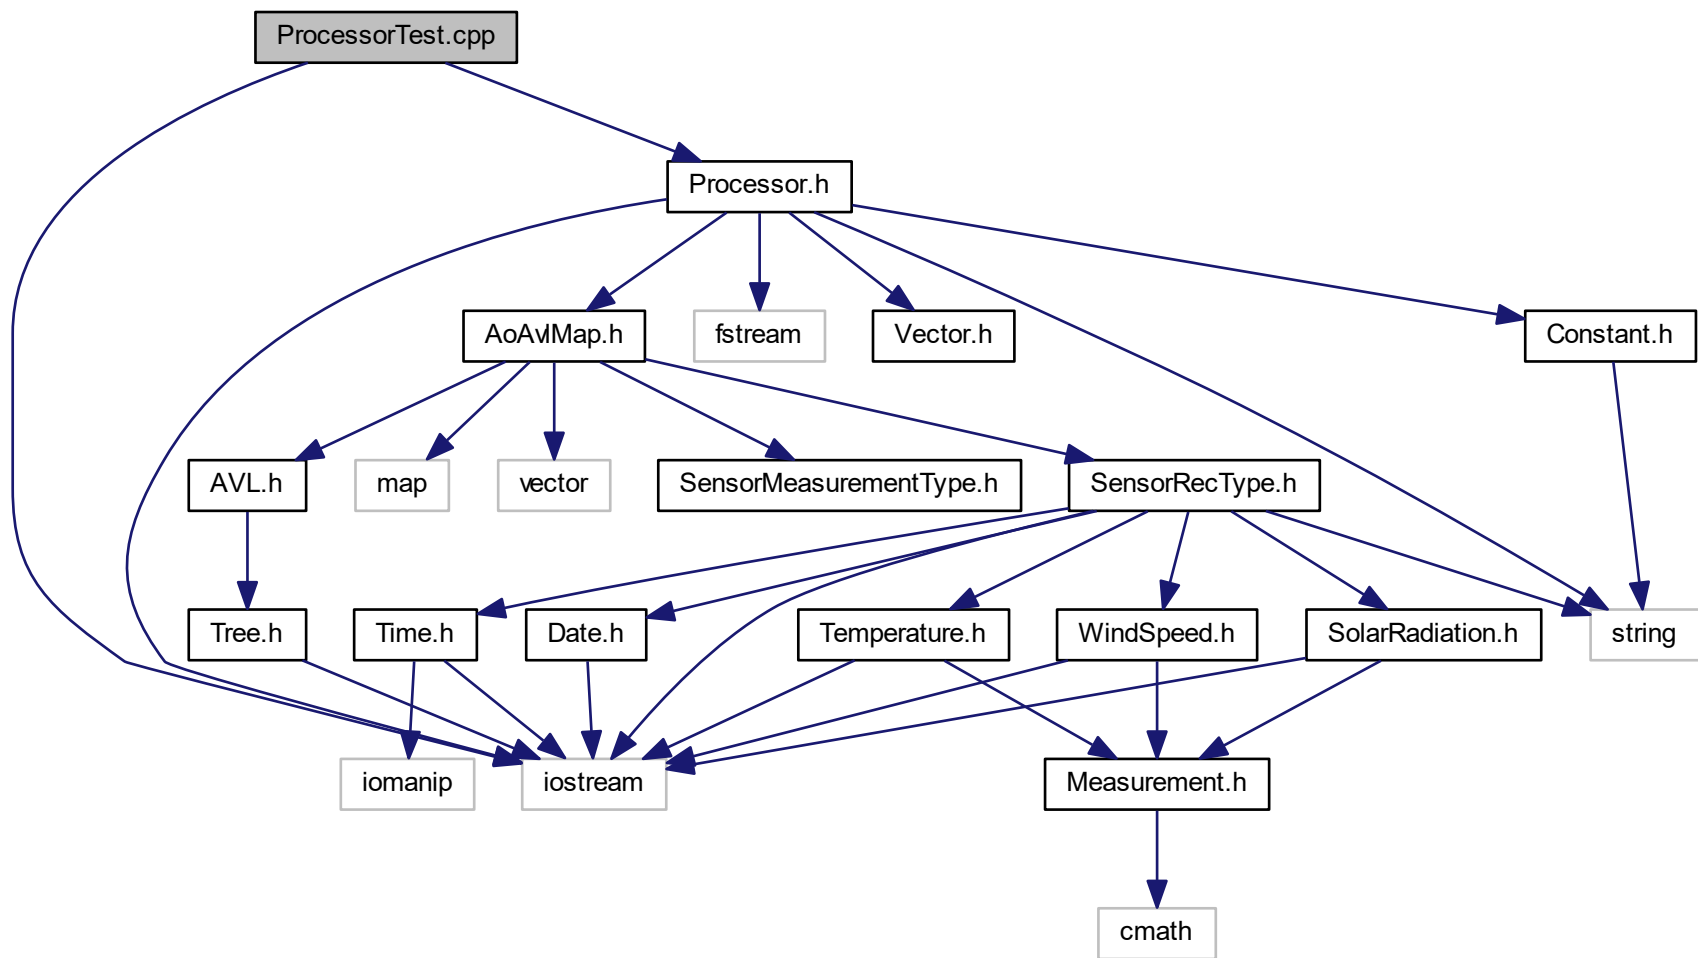 ProcessorTest.cpp
Processor.h
AoAvlMap.h
fstream
Vector.h
Constant.h
AVL.h
map
vector
SensorMeasurementType.h
SensorRecType.h
Tree.h
Time.h
Date.h
Temperature.h
WindSpeed.h
SolarRadiation.h
string
iomanip
iostream
Measurement.h
cmath